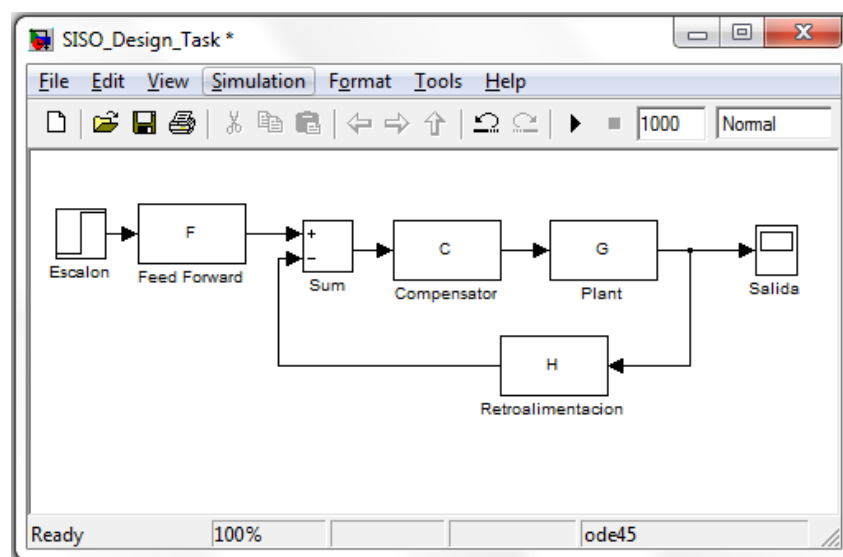 SISO_Design_Task *
File Edit View Simulation Format Tools Help
1000 Normal
F
+
−
C
G
Escalon
Feed Forward
Sum
Compensator
Plant
Salida
H
Retroalimentacion
Ready 100% ode45